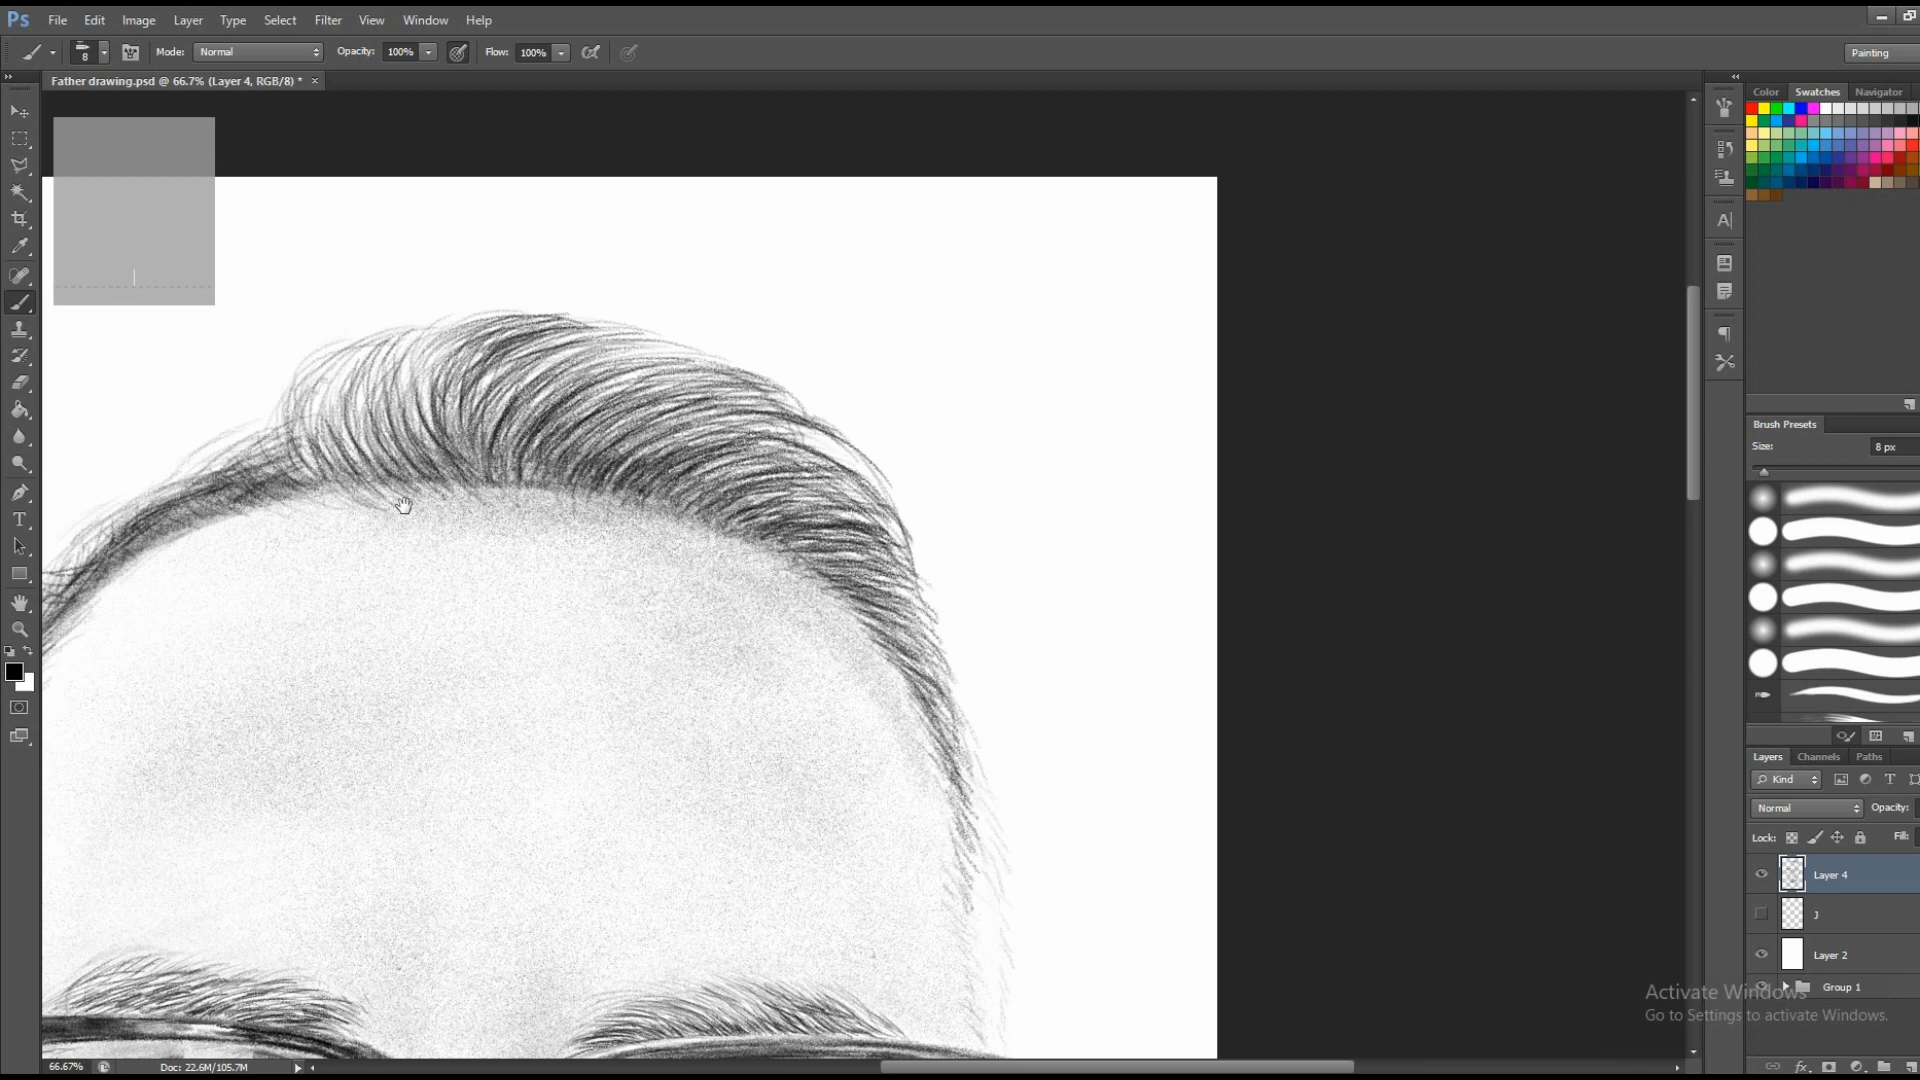 Ps File Edit Image Layer Type Select Filter View Window Help
8 Mode: Normal Opacity: 100% Flow: 100% Painting
Father drawing.psd @ 66.7% (Layer 4, RGB/8) * ×
Color Swatches Navigator
Brush Presets
Size: 8 px
Layers Channels Paths
Kind
Normal Opacity:
Lock: Fill:
Layer 4
J
Layer 2
Group 1
Activate Windows
Go to Settings to activate Windows.
66.67% Doc: 22.6M/105.7M